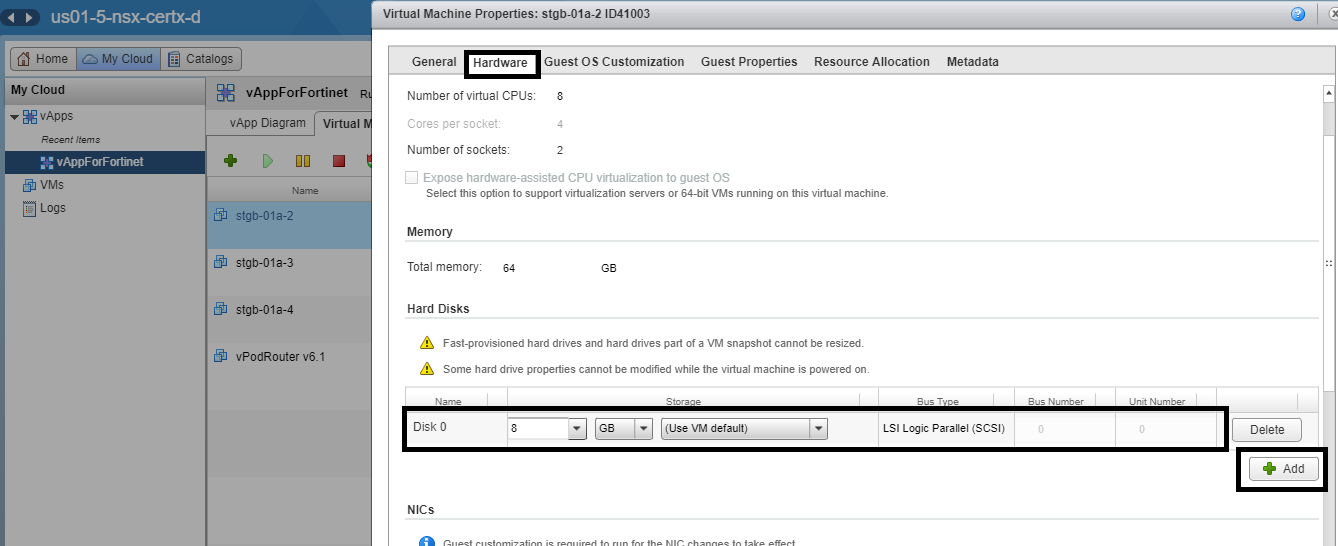 us01-5-nsx-certx-d
Virtual Machine Properties: stgb-01a-2 ID41003
Home
My Cloud
Catalogs
My Cloud
vApps
Recent Items
vAppForFortinet
VMs
Logs
vAppForFortinet
vApp Diagram
Name
stgb-01a-2
stgb-01a-3
stgb-01a-4
vPodRouter v6.1
General Hardware Guest OS Customization Guest Properties Resource Allocation Metadata
Number of virtual CPUs: 8
Cores per socket: 4
Number of sockets: 2
Expose hardware-assisted CPU virtualization to guest OS
Select this option to support virtualization servers or 64-bit VMs running on this virtual machine.
Memory
Total memory: 64 GB
Hard Disks
Fast-provisioned hard drives and hard drives part of a VM snapshot cannot be resized.
Some hard drive properties cannot be modified while the virtual machine is powered on.
Name Storage Bus Type Bus Number Unit Number
Disk 0 8 GB (Use VM default) LSI Logic Parallel (SCSI) 0 0 Delete
Add
NICs
Guest customization is required to run for the NIC changes to take effect